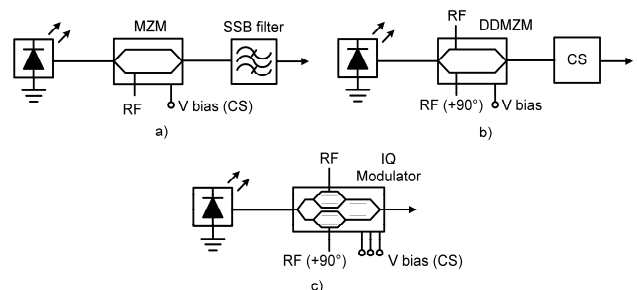 MZM
SSB filter
RF
V bias (CS)
a)
RF
DDMZM
CS
RF (+90°)
V bias
b)
RF
IQ
Modulator
RF (+90°)
V bias (CS)
c)